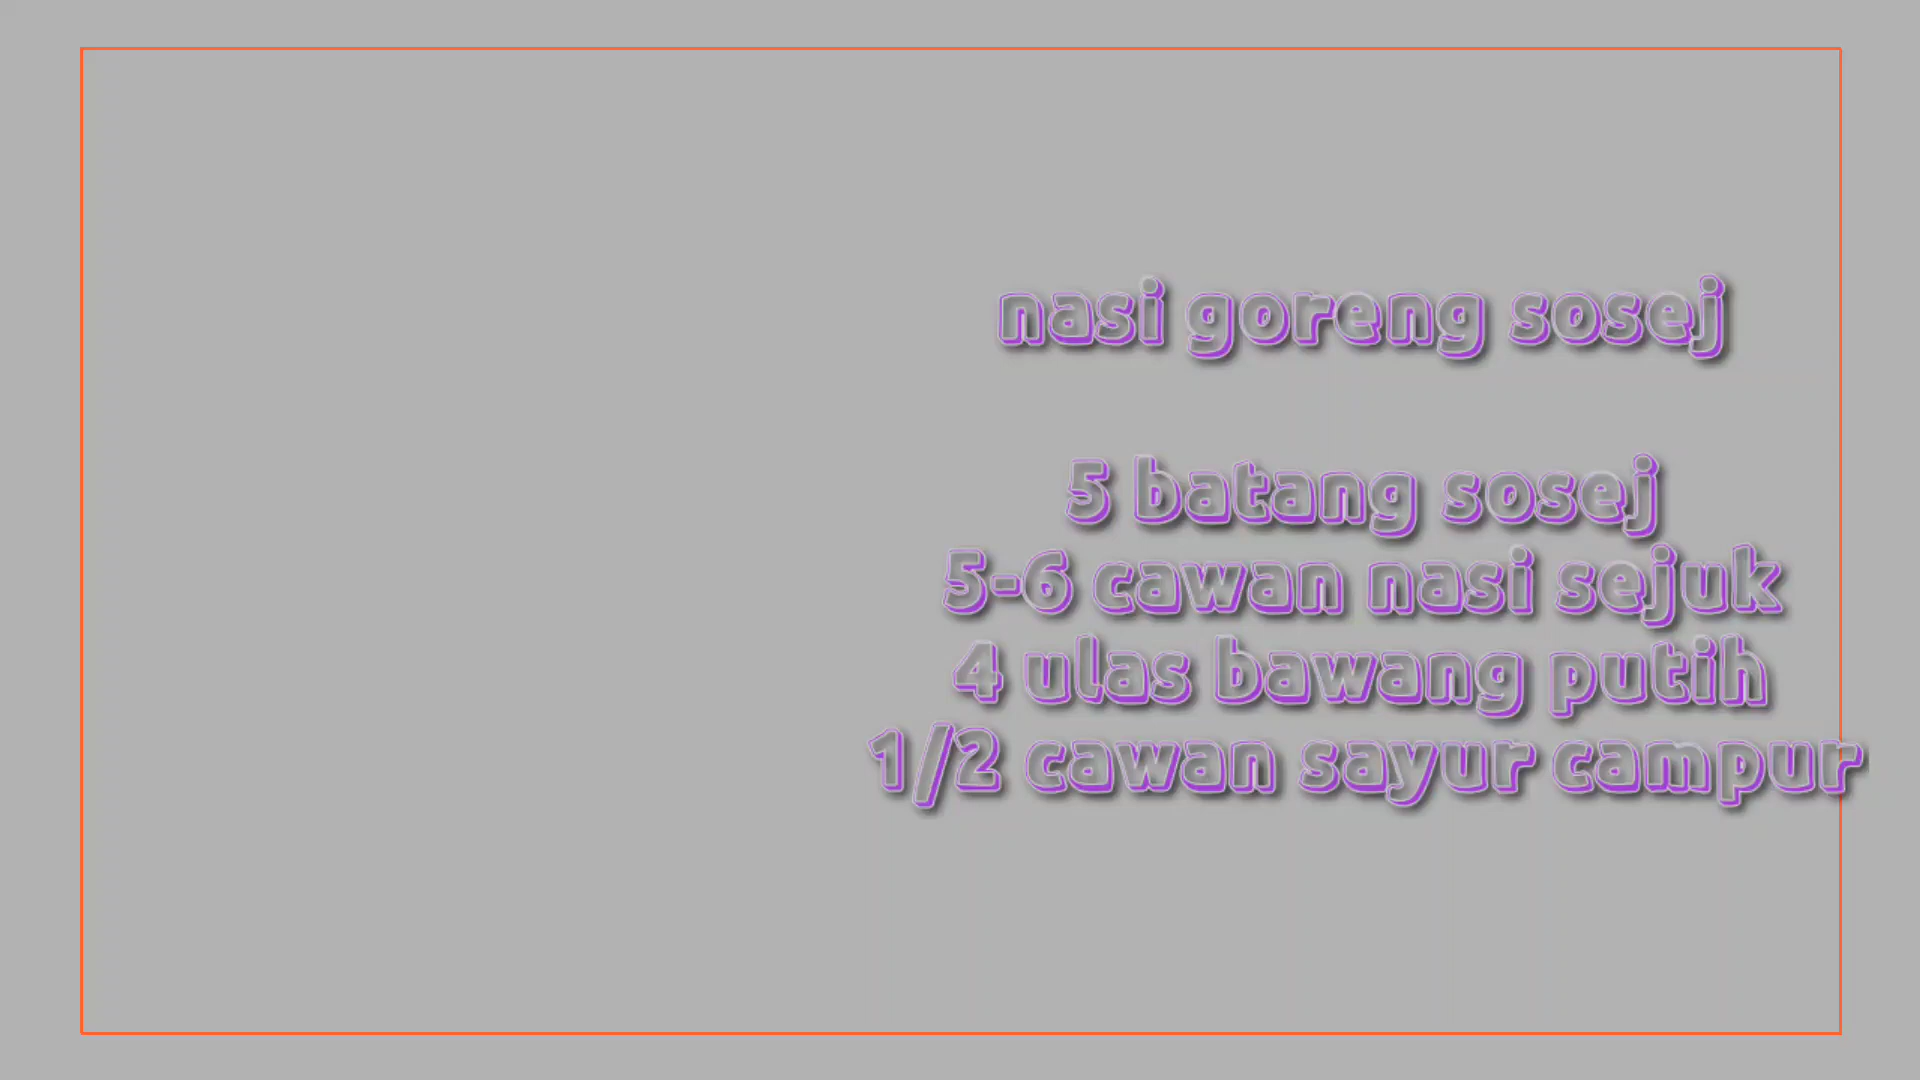 nasi goreng sosej
5 batang sosej
5-6 cawan nasi sejuk
4 ulas bawang putih
1/2 cawan sayur campur